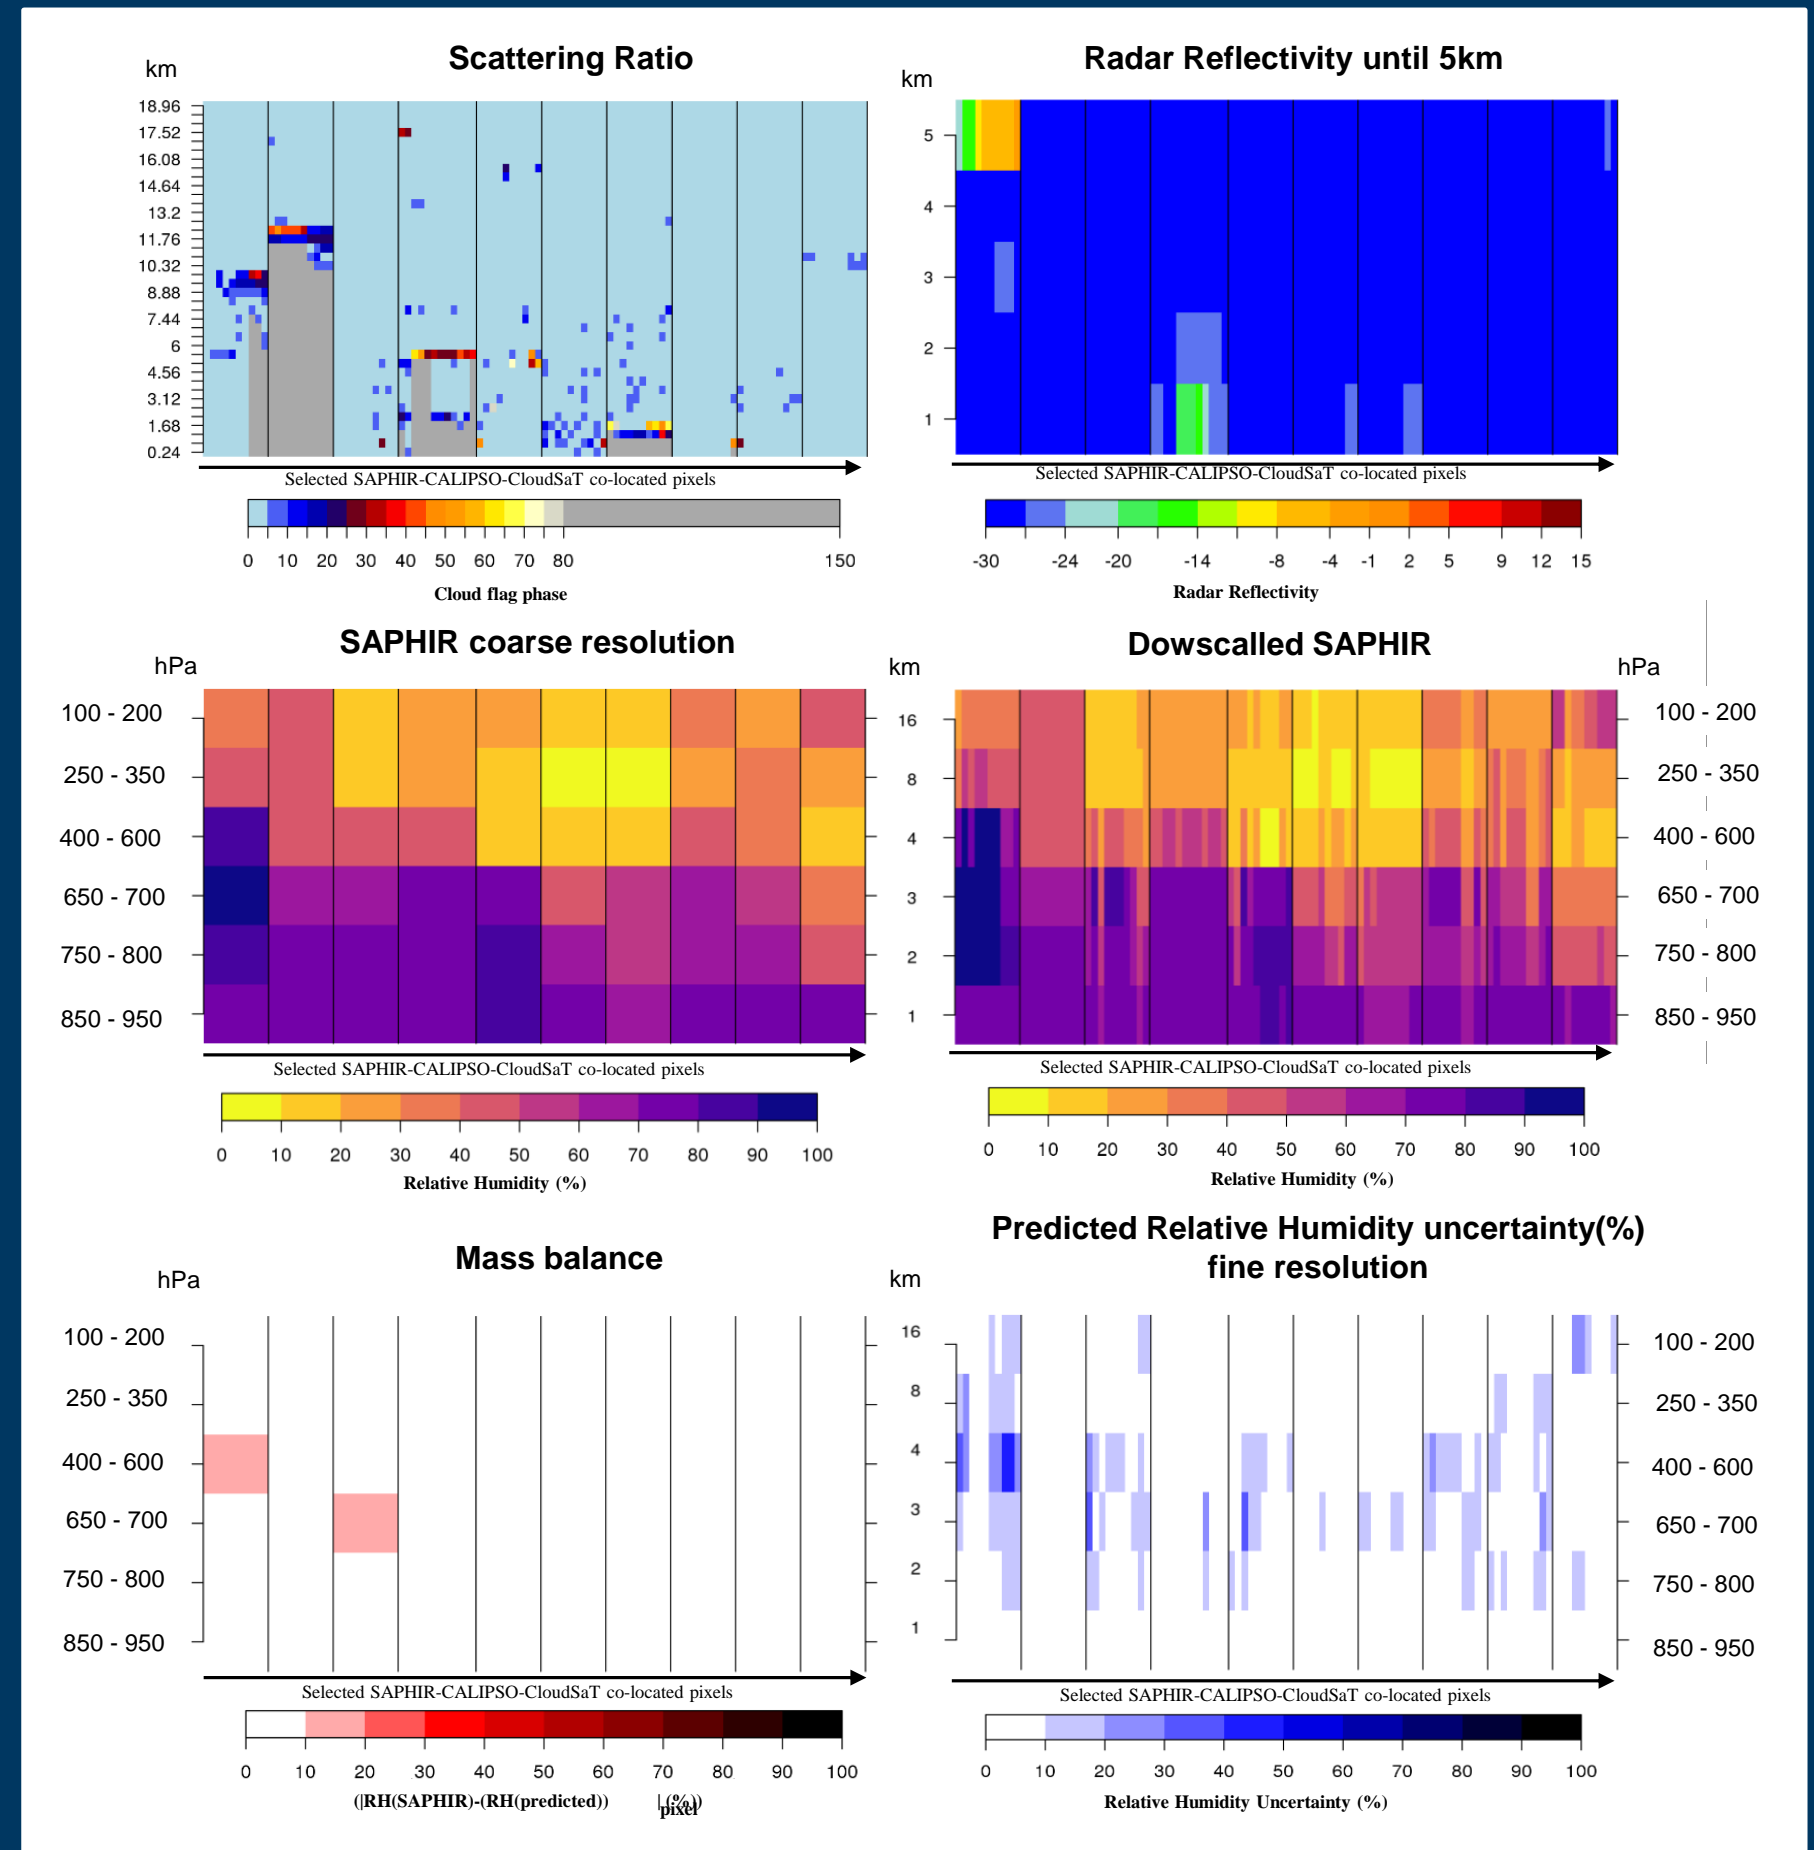 Scattering Ratio
km
18.96
17.52
16.08
14.64
13.2
11.76
10.32
8.88
7.44
6
4.56
3.12
1.68
0.24
Selected SAPHIR-CALIPSO-CloudSaT co-located pixels
0 10 20 30 40 50 60 70 80 150
Cloud flag phase
Radar Reflectivity until 5km
km
5
4
3
2
1
Selected SAPHIR-CALIPSO-CloudSaT co-located pixels
-30 -24 -20 -14 -8 -4 -1 2 5 9 12 15
Radar Reflectivity
SAPHIR coarse resolution
hPa
100 - 200
250 - 350
400 - 600
650 - 700
750 - 800
850 - 950
Selected SAPHIR-CALIPSO-CloudSaT co-located pixels
0 10 20 30 40 50 60 70 80 90 100
Relative Humidity (%)
Dowscalled SAPHIR
km
hPa
16
8
4
3
2
1
100 - 200
250 - 350
400 - 600
650 - 700
750 - 800
850 - 950
Selected SAPHIR-CALIPSO-CloudSaT co-located pixels
0 10 20 30 40 50 60 70 80 90 100
Relative Humidity (%)
Mass balance
hPa
100 - 200
250 - 350
400 - 600
650 - 700
750 - 800
850 - 950
Selected SAPHIR-CALIPSO-CloudSaT co-located pixels
0 10 20 30 40 50 60 70 80 90 100
(|RH(SAPHIR)-(RH(predicted)) | (%))
pixel
Predicted Relative Humidity uncertainty(%)
fine resolution
km
16
8
4
3
2
1
100 - 200
250 - 350
400 - 600
650 - 700
750 - 800
850 - 950
Selected SAPHIR-CALIPSO-CloudSaT co-located pixels
0 10 20 30 40 50 60 70 80 90 100
Relative Humidity Uncertainty (%)